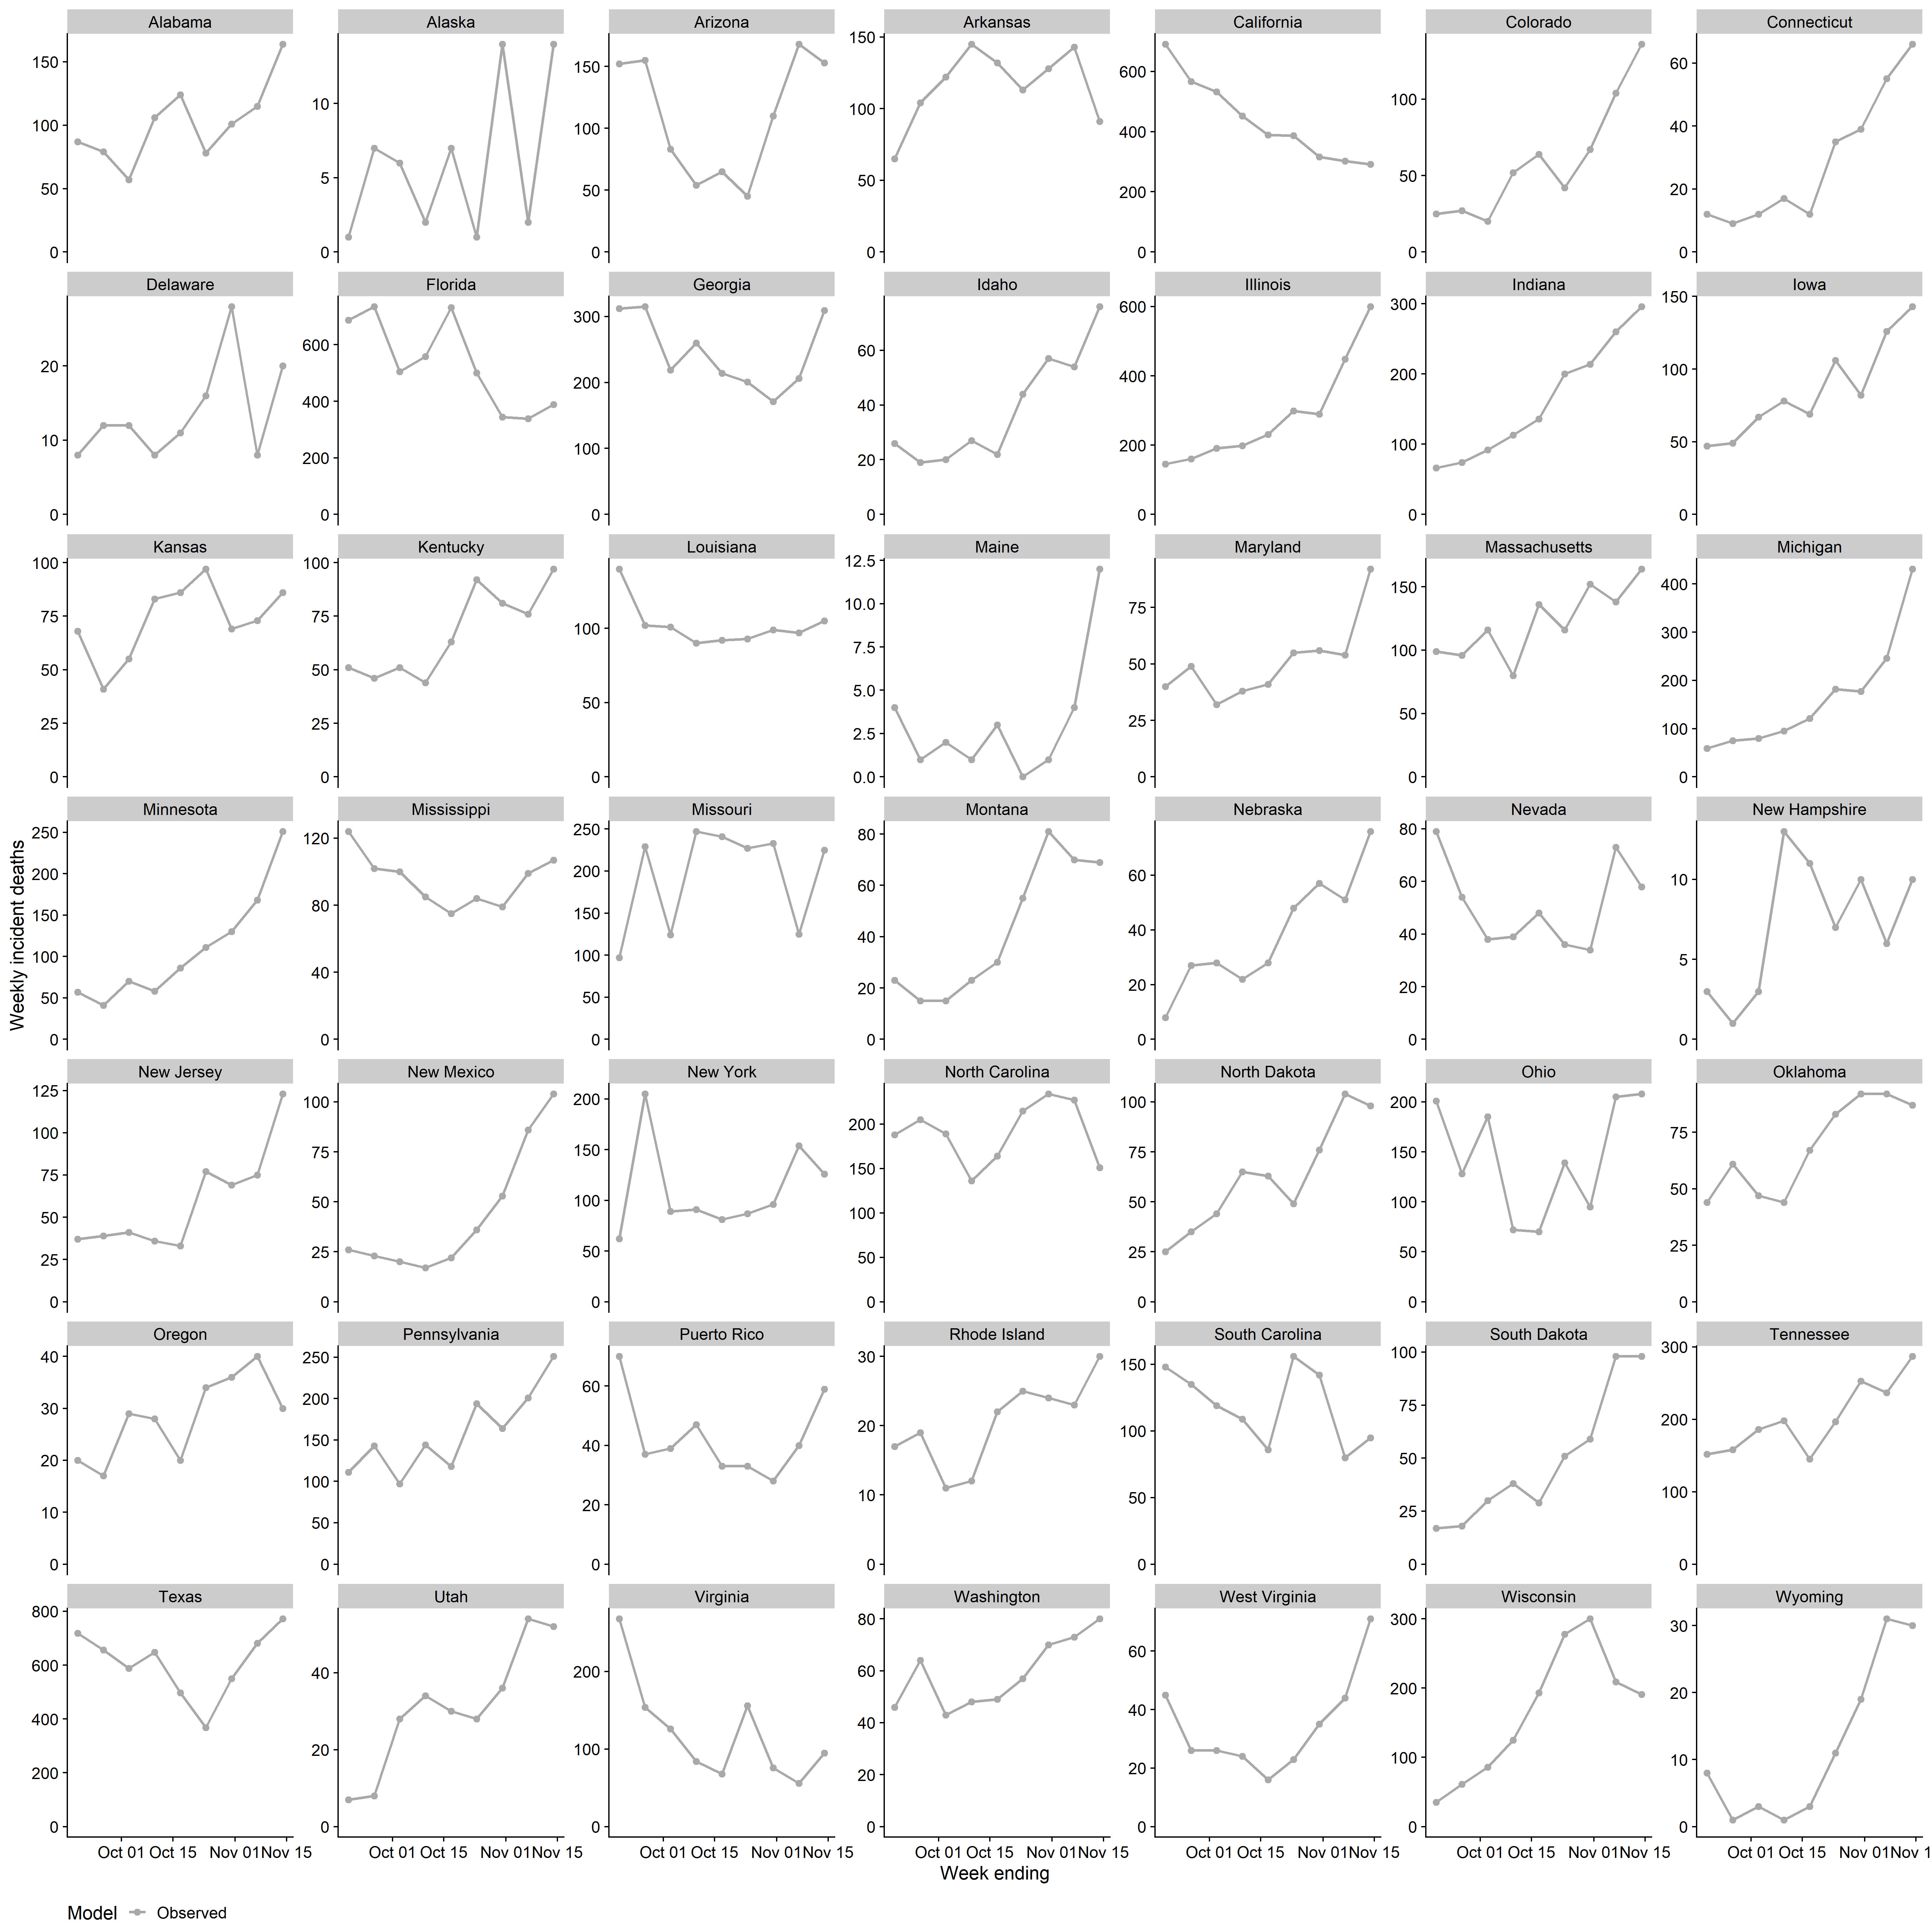 Alabama Alaska Arizona Arkansas California Colorado Connecticut
150 100 50 0
10 5 0
150 100 50 0
150 100 50 0
600 400 200 0
100 50 0
60 40 20 0
Delaware Florida Georgia Idaho Illinois Indiana Iowa
20 10 0
600 400 200 0
300 200 100 0
60 40 20 0
600 400 200 0
300 200 100 0
150 100 50 0
Kansas Kentucky Louisiana Maine Maryland Massachusetts Michigan
100 75 50 25 0
100 75 50 25 0
100 50 0
12.5 10.0 7.5 5.0 2.5 0.0
75 50 25 0
150 100 50 0
400 300 200 100 0
Weekly incident deaths
Minnesota Mississippi Missouri Montana Nebraska Nevada New Hampshire
250 200 150 100 50 0
120 80 40 0
250 200 150 100 50 0
80 60 40 20 0
60 40 20 0
80 60 40 20 0
10 5 0
New Jersey New Mexico New York North Carolina North Dakota Ohio Oklahoma
125 100 75 50 25 0
100 75 50 25 0
200 150 100 50 0
200 150 100 50 0
100 75 50 25 0
200 150 100 50 0
75 50 25 0
Oregon Pennsylvania Puerto Rico Rhode Island South Carolina South Dakota Tennessee
40 30 20 10 0
250 200 150 100 50 0
60 40 20 0
30 20 10 0
150 100 50 0
100 75 50 25 0
300 200 100 0
Texas Utah Virginia Washington West Virginia Wisconsin Wyoming
800 600 400 200 0
40 20 0
200 100 0
80 60 40 20 0
60 40 20 0
300 200 100 0
30 20 10 0
Oct 01 Oct 15 Nov 01 Nov 15 Oct 01 Oct 15 Nov 01 Nov 15 Oct 01 Oct 15 Nov 01 Nov 15 Oct 01 Oct 15 Nov 01 Nov 15 Oct 01 Oct 15 Nov 01 Nov 15 Oct 01 Oct 15 Nov 01 Nov 15 Oct 01 Oct 15 Nov 01 Nov 1
Week ending
Model Observed